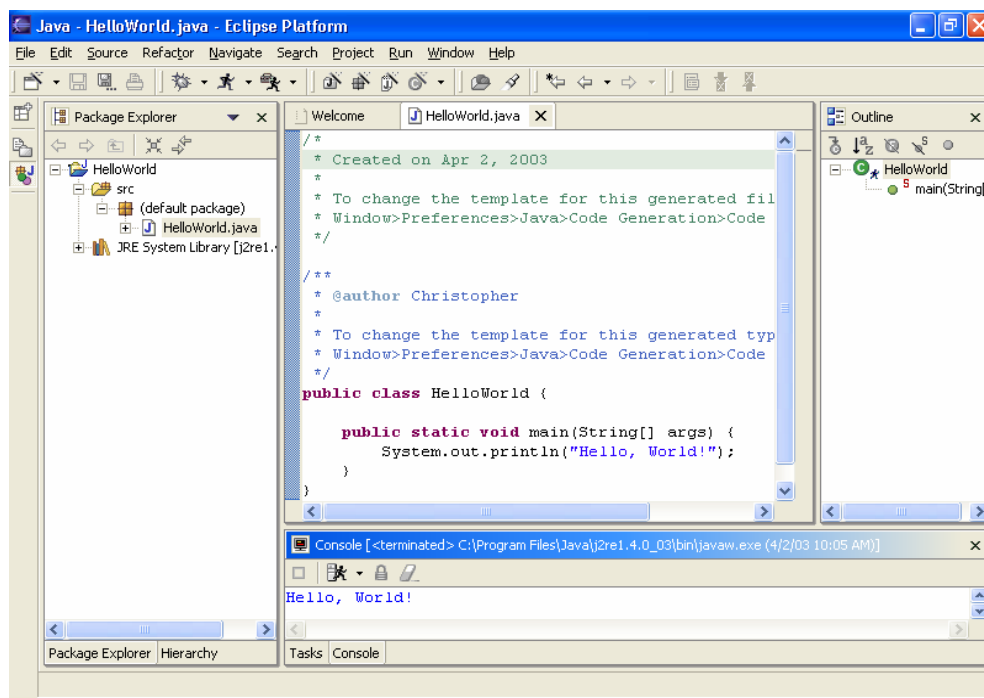 Java - HelloWorld.java - Eclipse Platform
File Edit Source Refactor Navigate Search Project Run Window Help
Package Explorer
HelloWorld
src
(default package)
HelloWorld.java
JRE System Library [j2re1.
Package Explorer Hierarchy
Welcome HelloWorld.java
/*
* Created on Apr 2, 2003
*
* To change the template for this generated fil
* Window>Preferences>Java>Code Generation>Code
*/
/**
* @author Christopher
*
* To change the template for this generated typ
* Window>Preferences>Java>Code Generation>Code
*/
public class HelloWorld {
public static void main(String[] args) {
System.out.println("Hello, World!");
}
}
Outline
HelloWorld
main(String[
Console [<terminated> C:\Program Files\Java\j2re1.4.0_03\bin\javaw.exe (4/2/03 10:05 AM)]
Hello, World!
Tasks Console